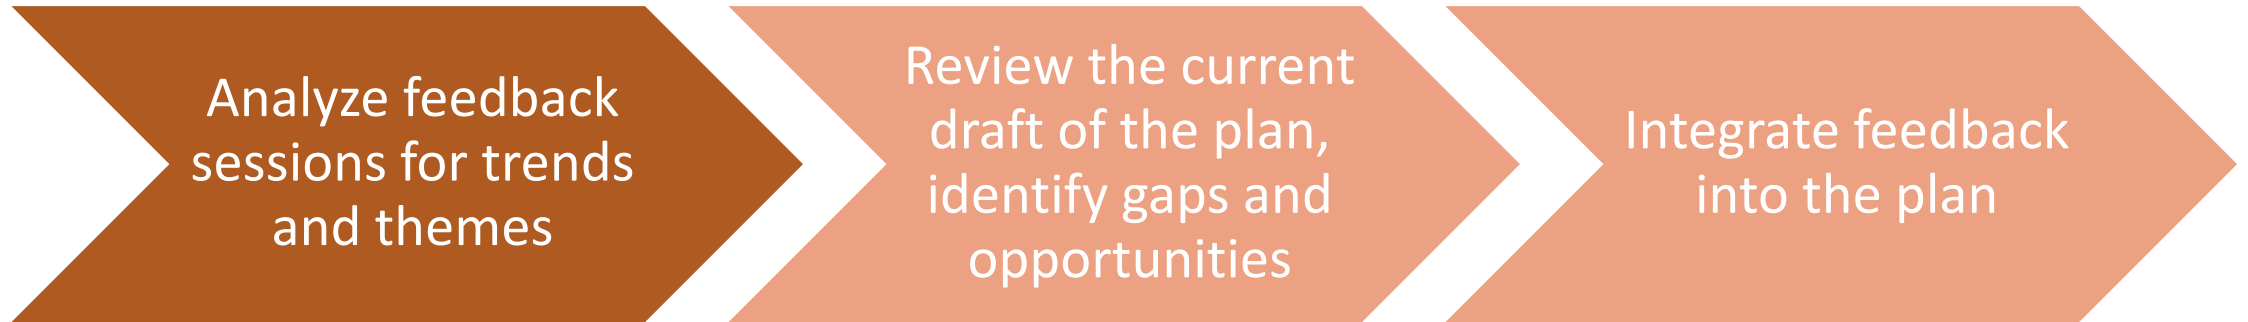 Analyze feedback
sessions for trends
and themes
Review the current
draft of the plan,
identify gaps and
opportunities
Integrate feedback
into the plan